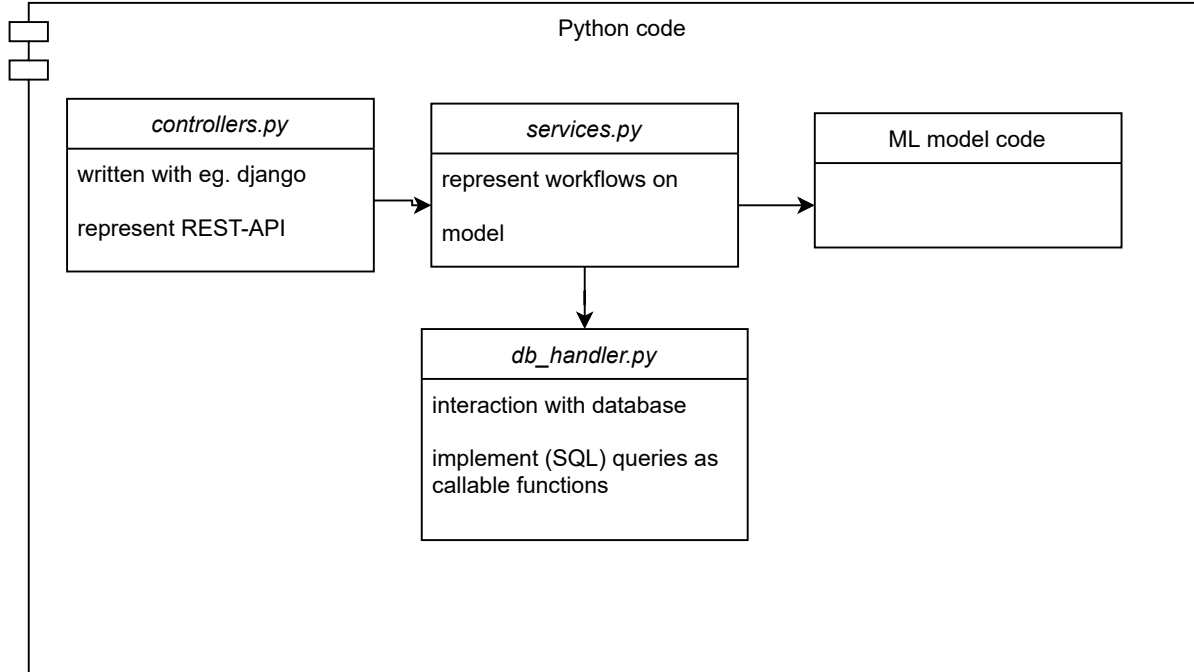 Python code
controllers.py
written with eg. django
represent REST-API
services.py
represent workflows on
model
ML model code
db_handler.py
interaction with database
implement (SQL) queries as
callable functions